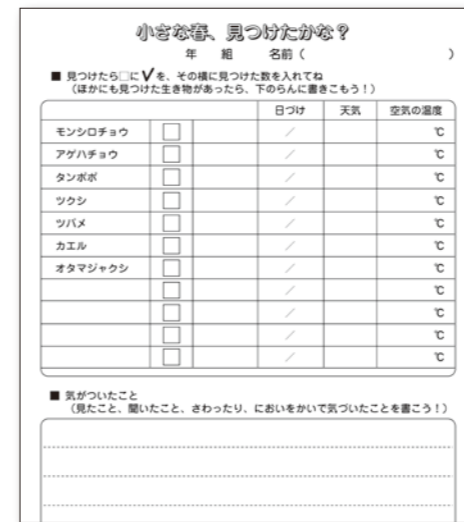 小さな春、見つけたかな？
年 組 名前（ ）
■ 見つけたら□に✔を、その横に見つけた数を入れてね
（ほかにも見つけた生き物があったら、下のらんに書きこもう！）
日づけ 天気 空気の温度
モンシロチョウ □ ／ ℃
アゲハチョウ □ ／ ℃
タンポポ □ ／ ℃
ツクシ □ ／ ℃
ツバメ □ ／ ℃
カエル □ ／ ℃
オタマジャクシ □ ／ ℃
□ ／ ℃
□ ／ ℃
□ ／ ℃
□ ／ ℃
■ 気がついたこと
（見たこと、聞いたこと、さわったり、においをかいで気づいたことを書こう！）